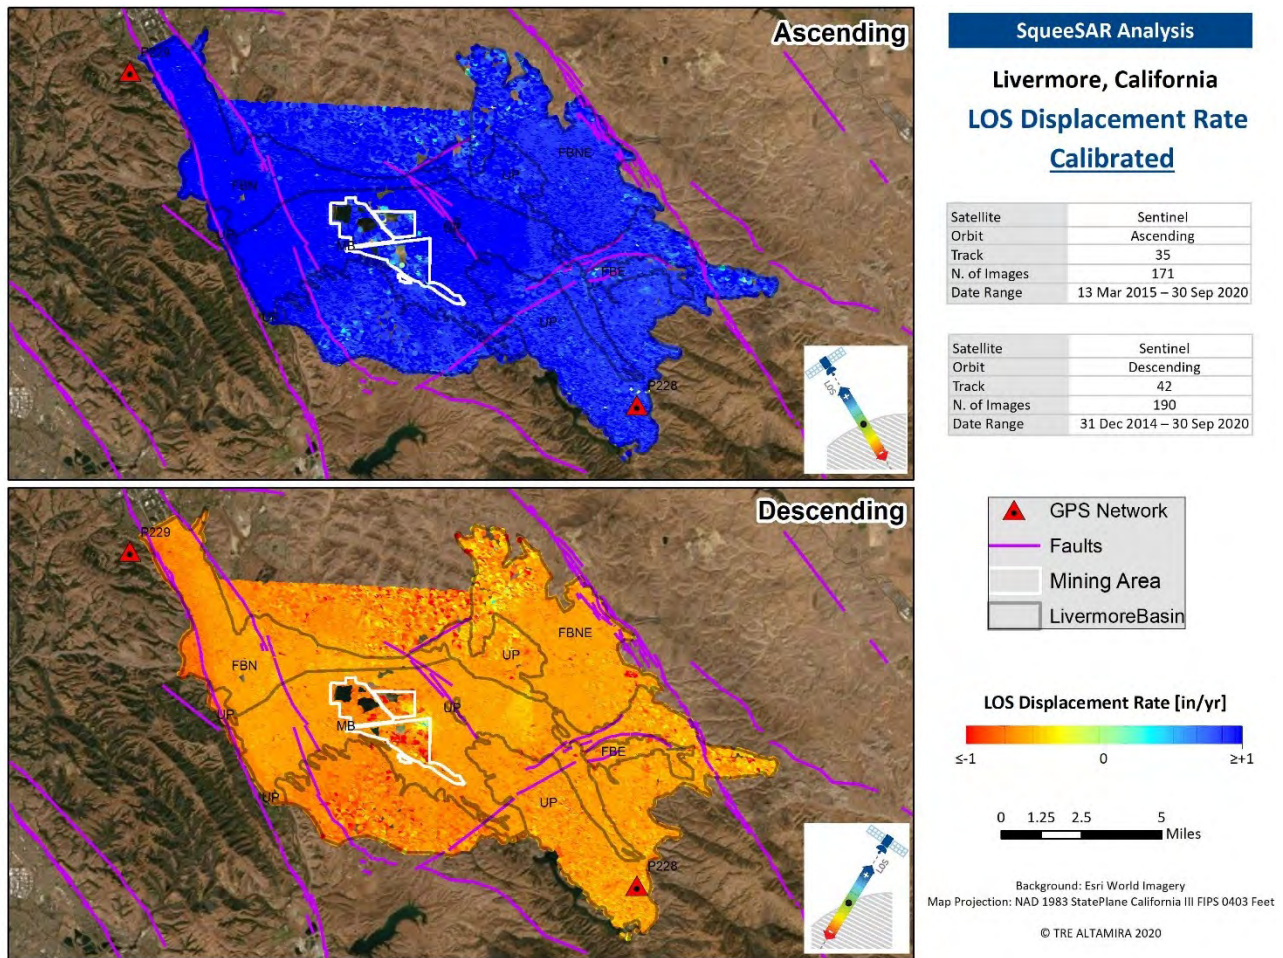 Ascending
P229
FBN
UP
UP
MB
UP
UP
FBNE
FBE
UP
P228
LOS
+
-
Descending
P229
FBN
UP
UP
MB
UP
UP
FBNE
FBE
UP
P228
LOS
+
-
SqueeSAR Analysis
Livermore, California
LOS Displacement Rate
Calibrated
Satellite Sentinel
Orbit Ascending
Track 35
N. of Images 171
Date Range 13 Mar 2015 – 30 Sep 2020
Satellite Sentinel
Orbit Descending
Track 42
N. of Images 190
Date Range 31 Dec 2014 – 30 Sep 2020
GPS Network
Faults
Mining Area
LivermoreBasin
LOS Displacement Rate [in/yr]
≤-1 0 ≥+1
0 1.25 2.5 5
Miles
Background: Esri World Imagery
Map Projection: NAD 1983 StatePlane California III FIPS 0403 Feet
© TRE ALTAMIRA 2020